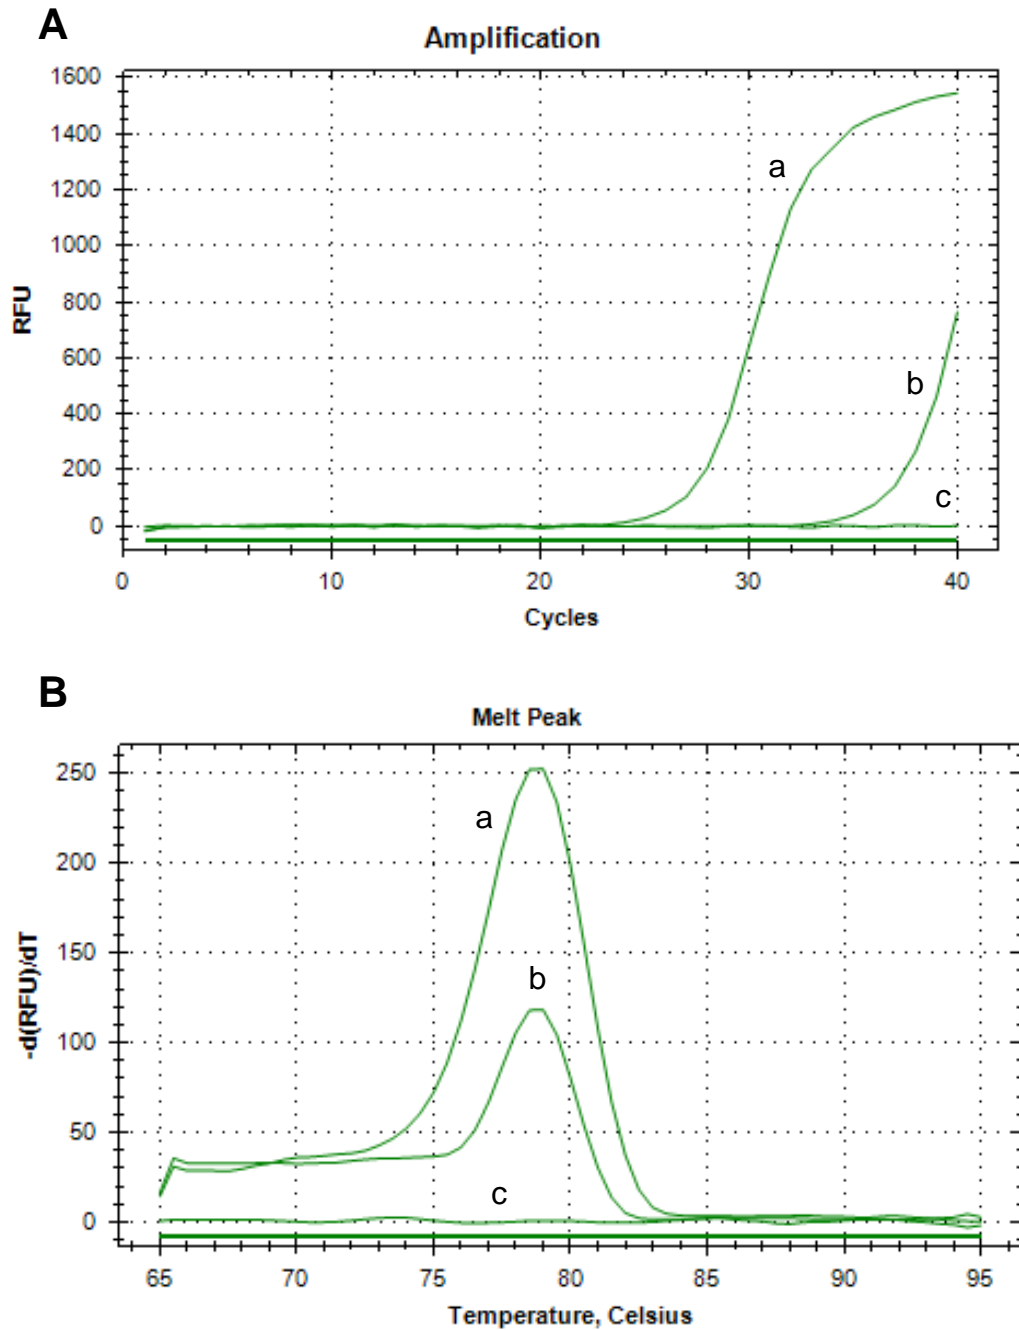 A
Amplification
1600
1400
1200
1000
800
600
400
200
0
RFU
a
b
c
0 10 20 30 40
Cycles
B
Melt Peak
250
200
150
100
50
0
-d(RFU)/dT
a
b
c
65 70 75 80 85 90 95
Temperature, Celsius